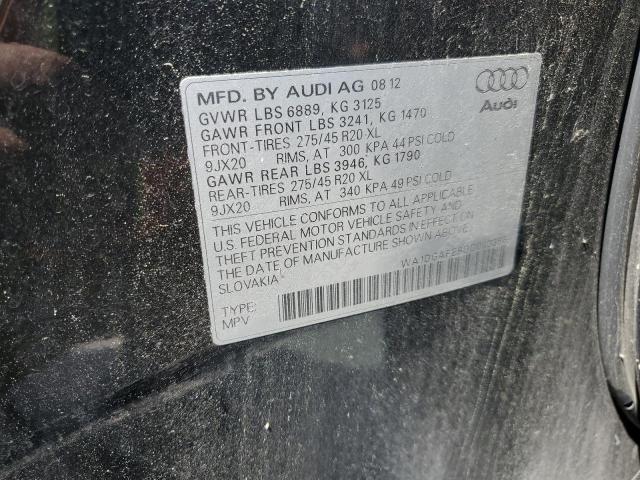 MFD. BY AUDI AG 08 12
GVWR LBS 6889, KG 3125
GAWR FRONT LBS 3241, KG 1470
FRONT-TIRES 275/45 R20 XL
9JX20 RIMS, AT 300 KPA 44 PSI COLD
GAWR REAR LBS 3946, KG 1790
REAR-TIRES 275/45 R20 XL
9JX20 RIMS, AT 340 KPA 49 PSI COLD
Audi
THIS VEHICLE CONFORMS TO ALL APPLICABLE
U.S. FEDERAL MOTOR VEHICLE SAFETY AND
THEFT PREVENTION STANDARDS IN EFFECT ON
THE DATE OF MANUFACTURE SHOWN ABOVE.
SLOVAKIA
TYPE:
MPV